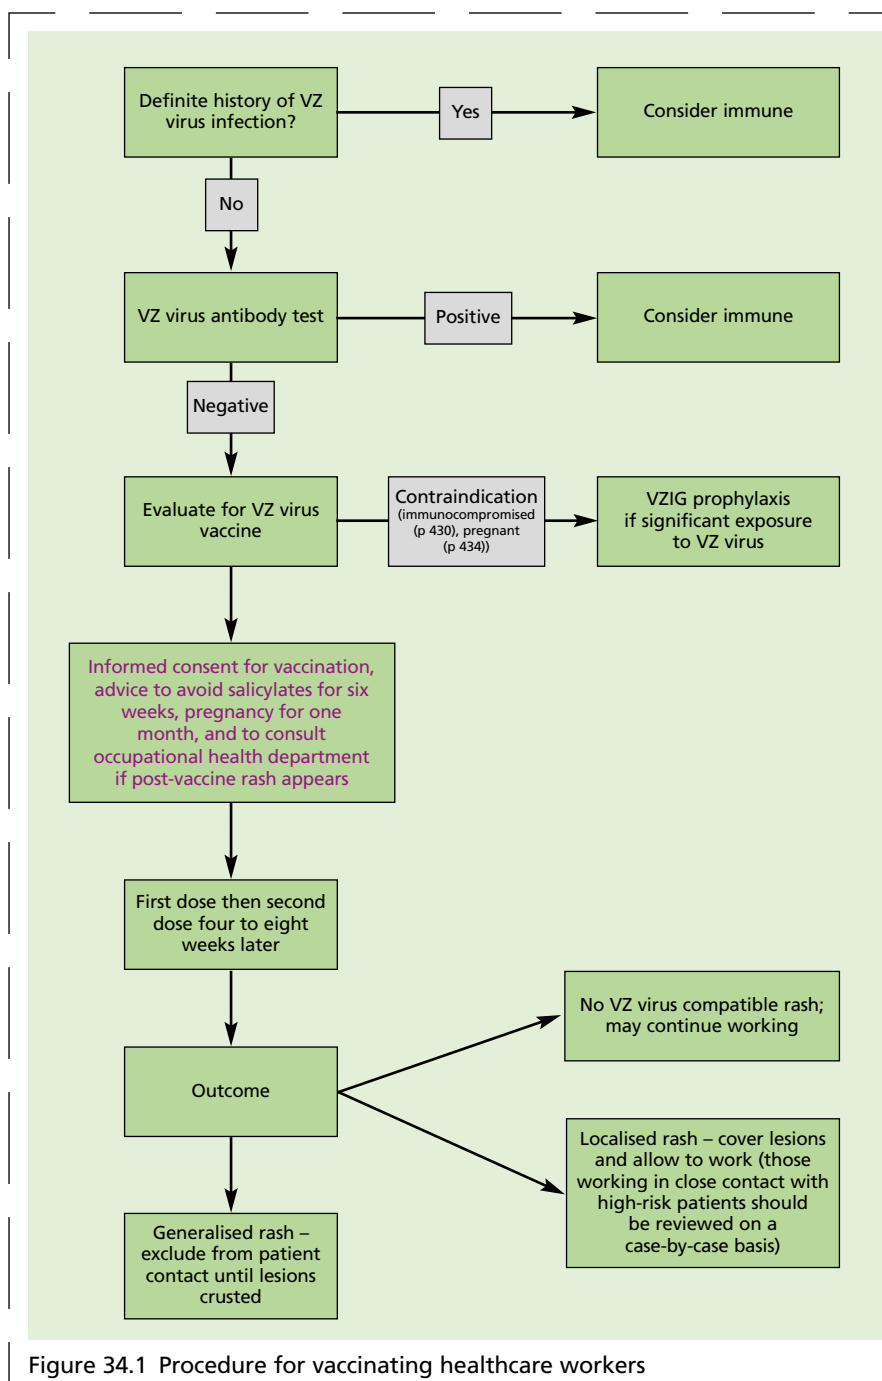 Definite history of VZ
virus infection?
Yes
Consider immune
No
VZ virus antibody test
Positive
Consider immune
Negative
Evaluate for VZ virus
vaccine
Contraindication
(immunocompromised
(p 430), pregnant
(p 434))
VZIG prophylaxis
if significant exposure
to VZ virus
Informed consent for vaccination,
advice to avoid salicylates for six
weeks, pregnancy for one
month, and to consult
occupational health department
if post-vaccine rash appears
First dose then second
dose four to eight
weeks later
No VZ virus compatible rash;
may continue working
Outcome
Localised rash – cover lesions
and allow to work (those
working in close contact with
high-risk patients should
be reviewed on a
case-by-case basis)
Generalised rash –
exclude from patient
contact until lesions
crusted
Figure 34.1 Procedure for vaccinating healthcare workers